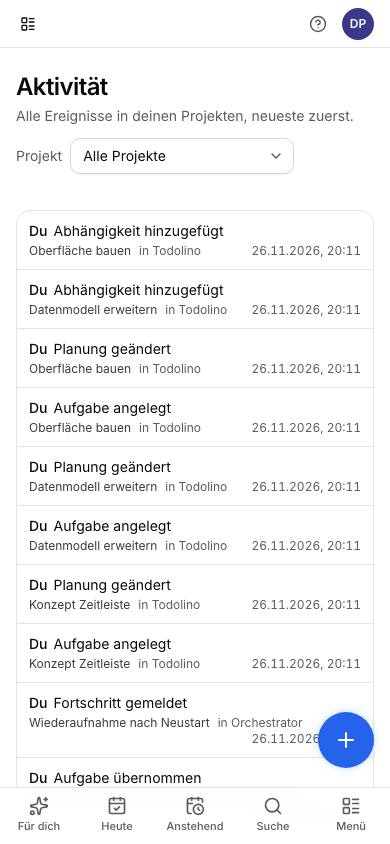 DP
Aktivität
Alle Ereignisse in deinen Projekten, neueste zuerst.
Projekt Alle Projekte
Du Abhängigkeit hinzugefügt
Oberfläche bauen in Todolino 26.11.2026, 20:11
Du Abhängigkeit hinzugefügt
Datenmodell erweitern in Todolino 26.11.2026, 20:11
Du Planung geändert
Oberfläche bauen in Todolino 26.11.2026, 20:11
Du Aufgabe angelegt
Oberfläche bauen in Todolino 26.11.2026, 20:11
Du Planung geändert
Datenmodell erweitern in Todolino 26.11.2026, 20:11
Du Aufgabe angelegt
Datenmodell erweitern in Todolino 26.11.2026, 20:11
Du Planung geändert
Konzept Zeitleiste in Todolino 26.11.2026, 20:11
Du Aufgabe angelegt
Konzept Zeitleiste in Todolino 26.11.2026, 20:11
Du Fortschritt gemeldet
Wiederaufnahme nach Neustart in Orchestrator
26.11.2026
Du Aufgabe übernommen
Für dich Heute Anstehend Suche Menü